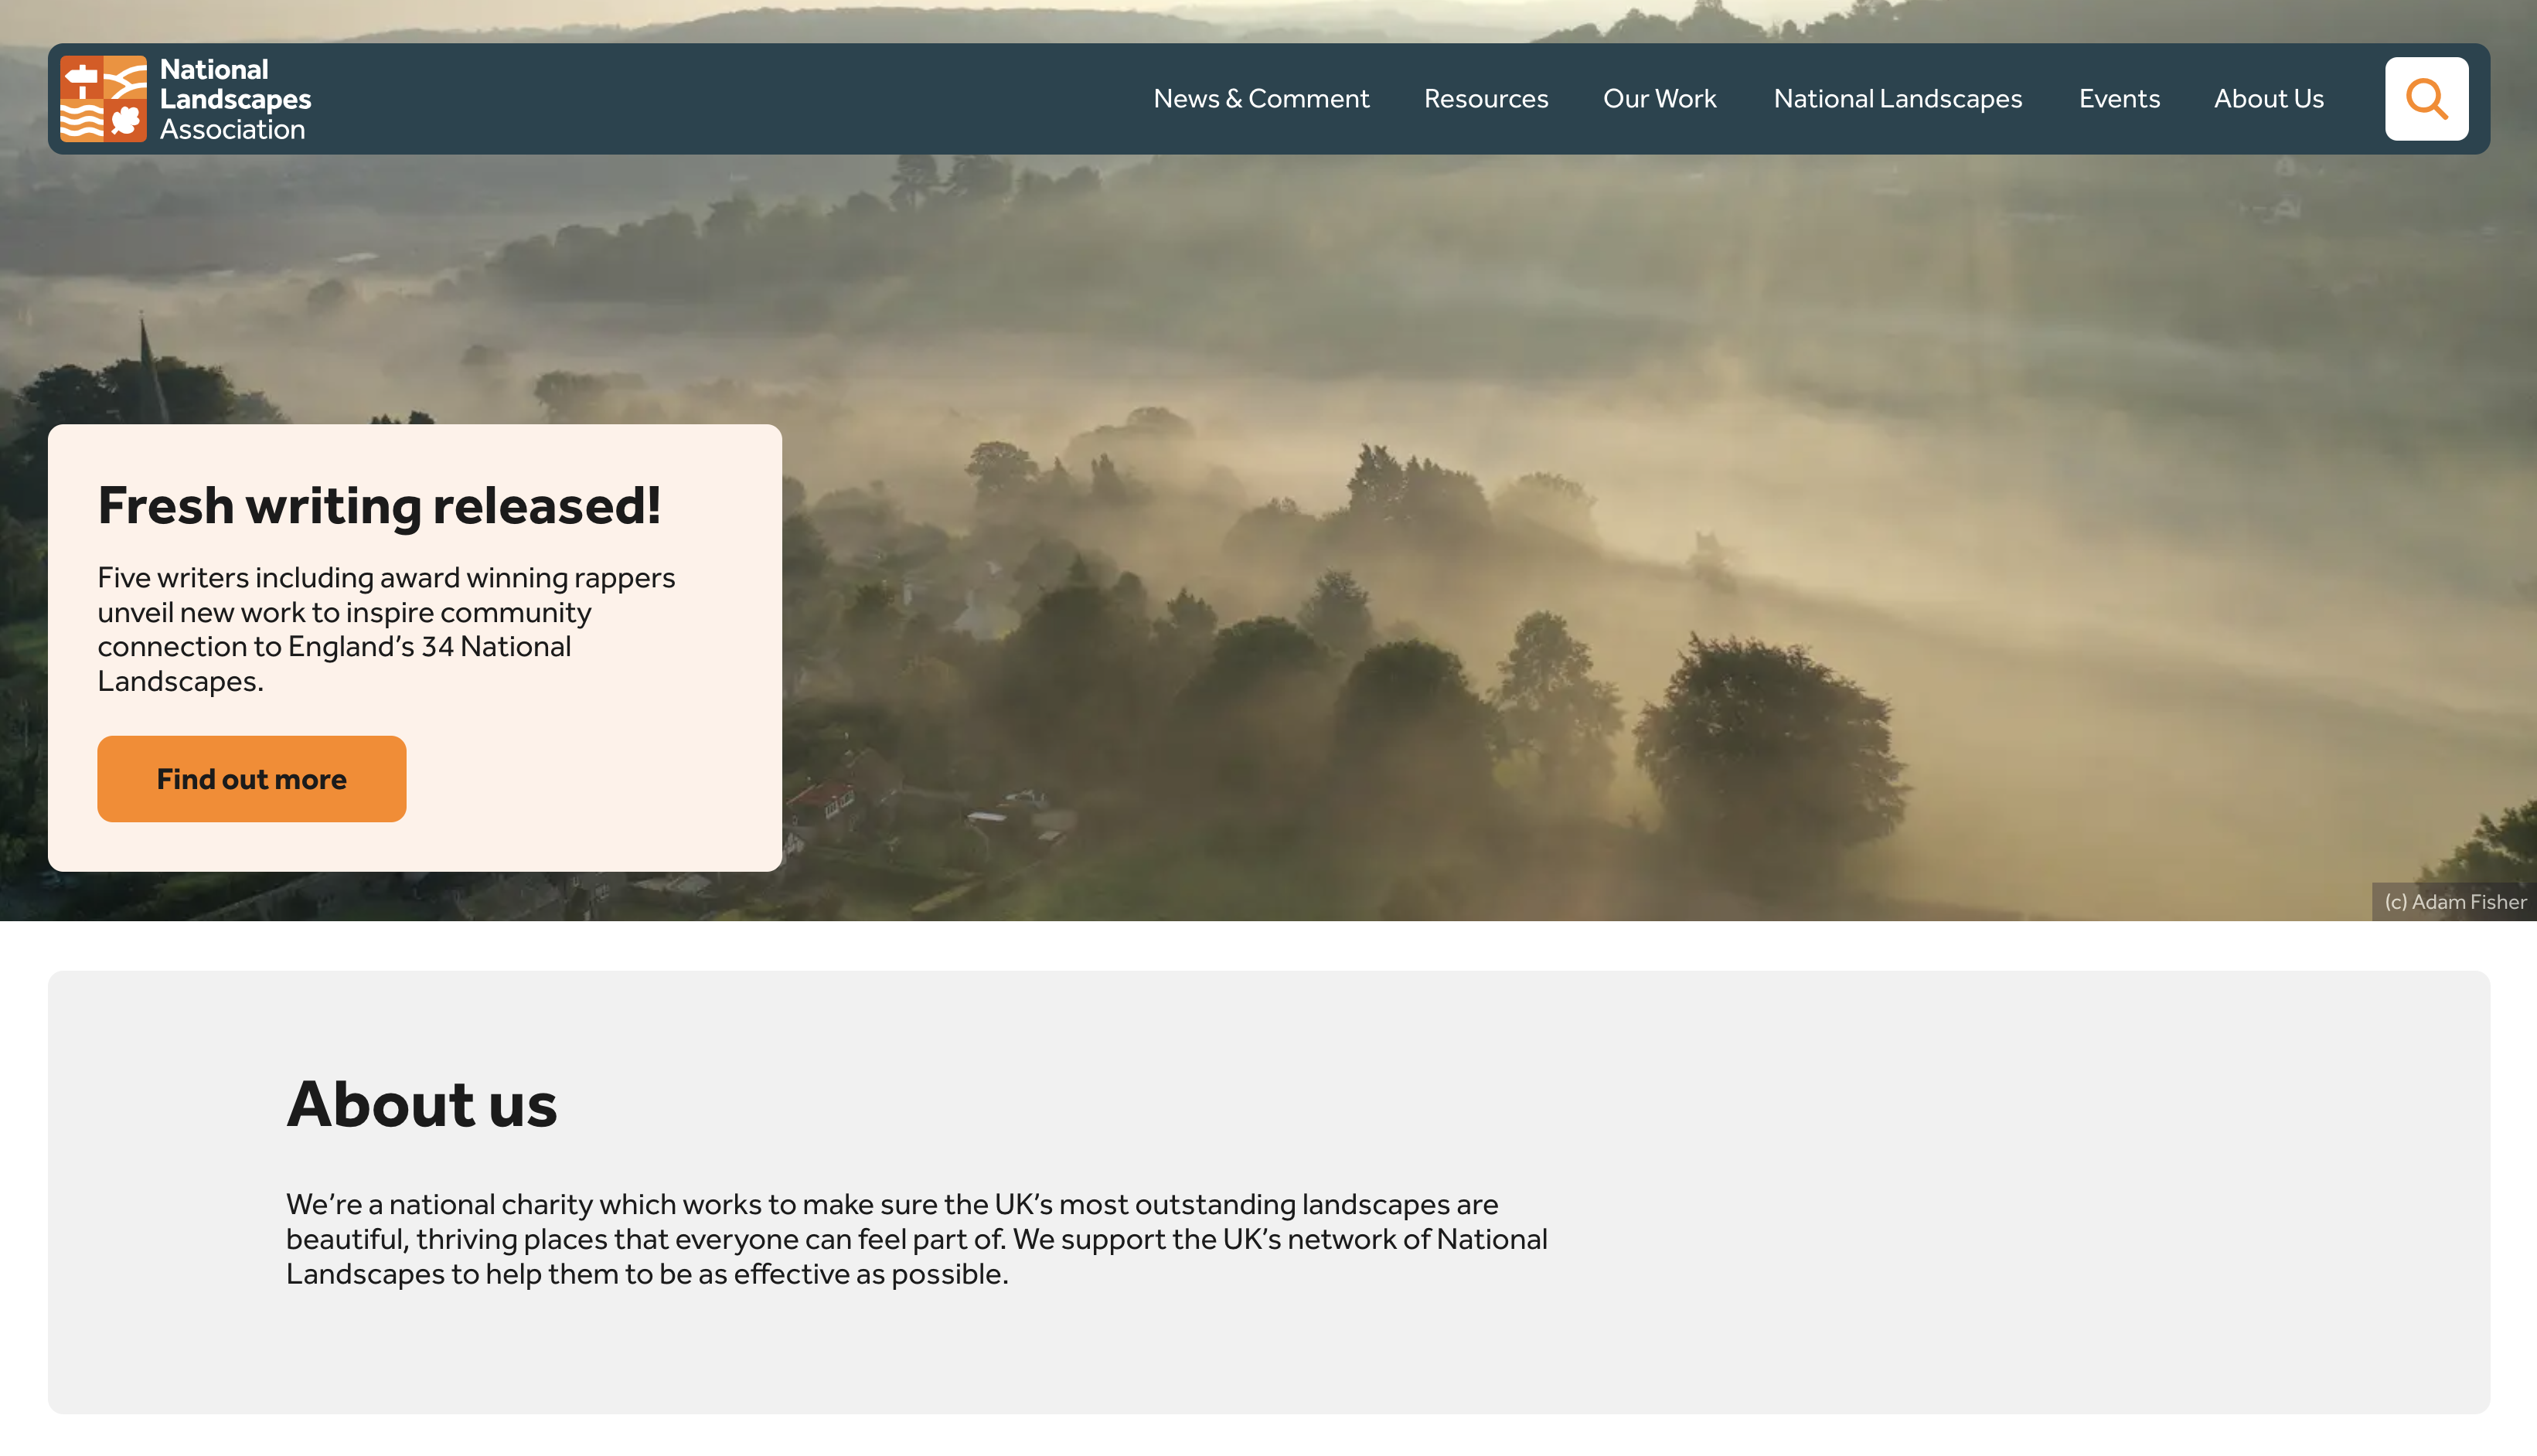 National
Landscapes
Association
News & Comment
Resources
Our Work
National Landscapes
Events
About Us
Fresh writing released!
Five writers including award winning rappers
unveil new work to inspire community
connection to England’s 34 National
Landscapes.
Find out more
(c) Adam Fisher
About us
We’re a national charity which works to make sure the UK’s most outstanding landscapes are
beautiful, thriving places that everyone can feel part of. We support the UK’s network of National
Landscapes to help them to be as effective as possible.